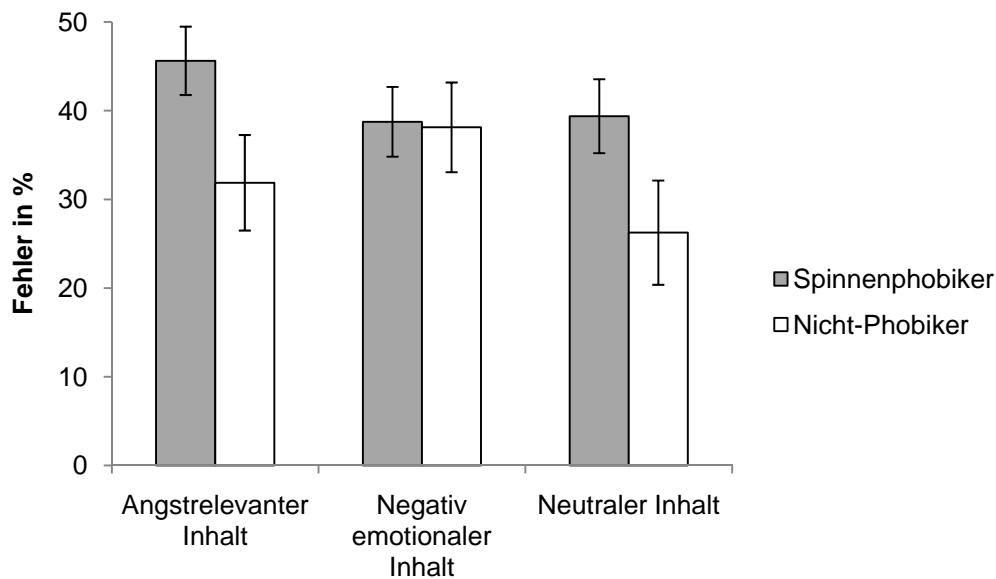 50
40
30
20
10
0
Fehler in %
Angstrelevanter
Inhalt
Negativ
emotionaler
Inhalt
Neutraler Inhalt
Spinnenphobiker
Nicht-Phobiker